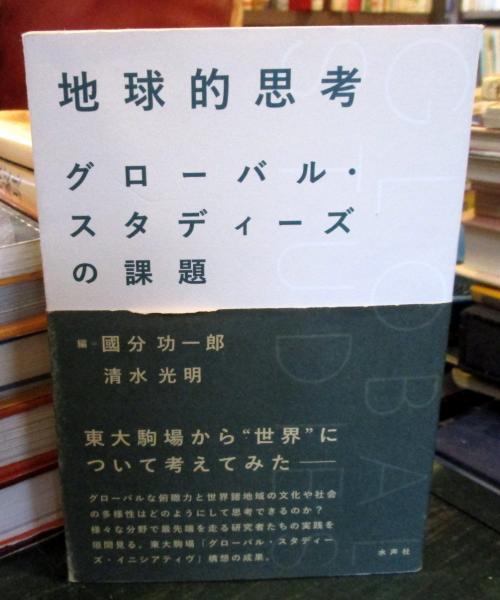 地球的思考
グローバル・
スタディーズ
の課題
GLOBAL
STUDIES
編 國分功一郎
清水光明
東大駒場から“世界”に
ついて考えてみた――
グローバルな俯瞰力と世界諸地域の文化や社会
の多様性はどのようにして思考できるのか?
様々な分野で最先端を走る研究者たちの実践を
垣間見る。東大駒場「グローバル・スタディー
ズ・イニシアティヴ」構想の成果。
水声社